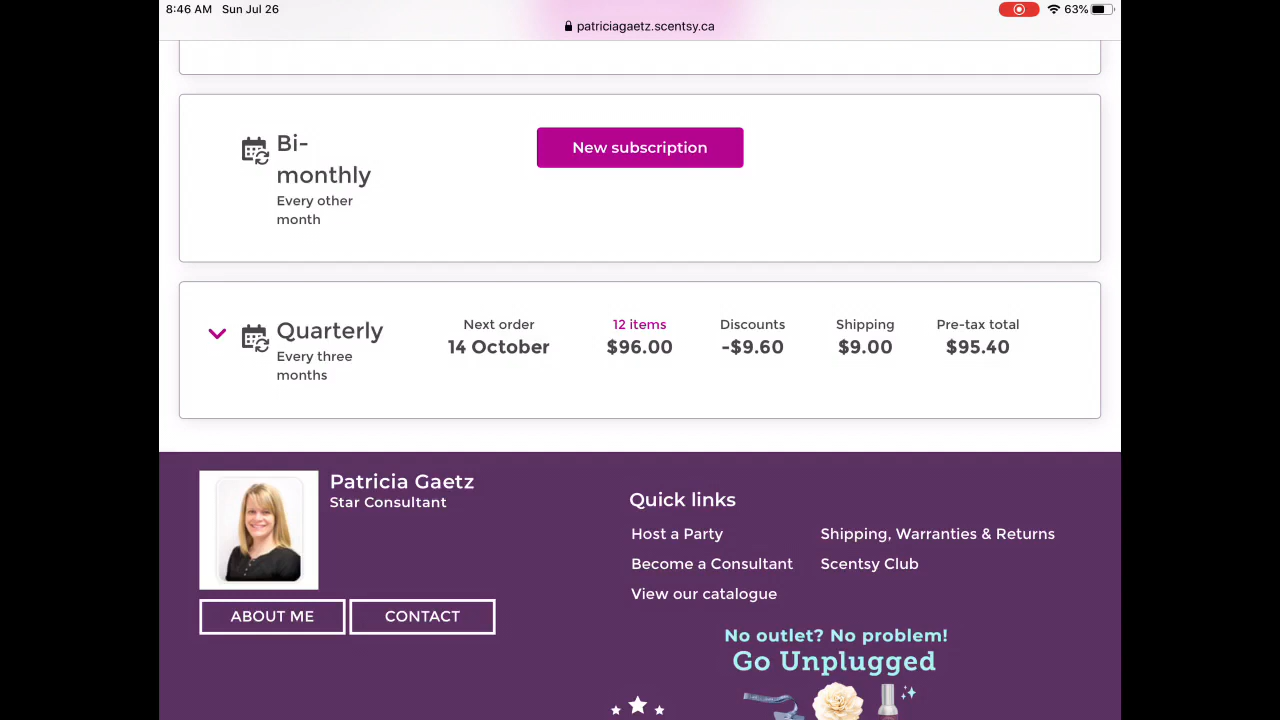 8:46 AM Sun Jul 26
63%
patriciagaetz.scentsy.ca
Bi-
monthly
Every other
month
New subscription
Quarterly
Every three
months
Next order
14 October
12 items
$96.00
Discounts
-$9.60
Shipping
$9.00
Pre-tax total
$95.40
Patricia Gaetz
Star Consultant
ABOUT ME
CONTACT
Quick links
Host a Party
Become a Consultant
View our catalogue
Shipping, Warranties & Returns
Scentsy Club
No outlet? No problem!
Go Unplugged